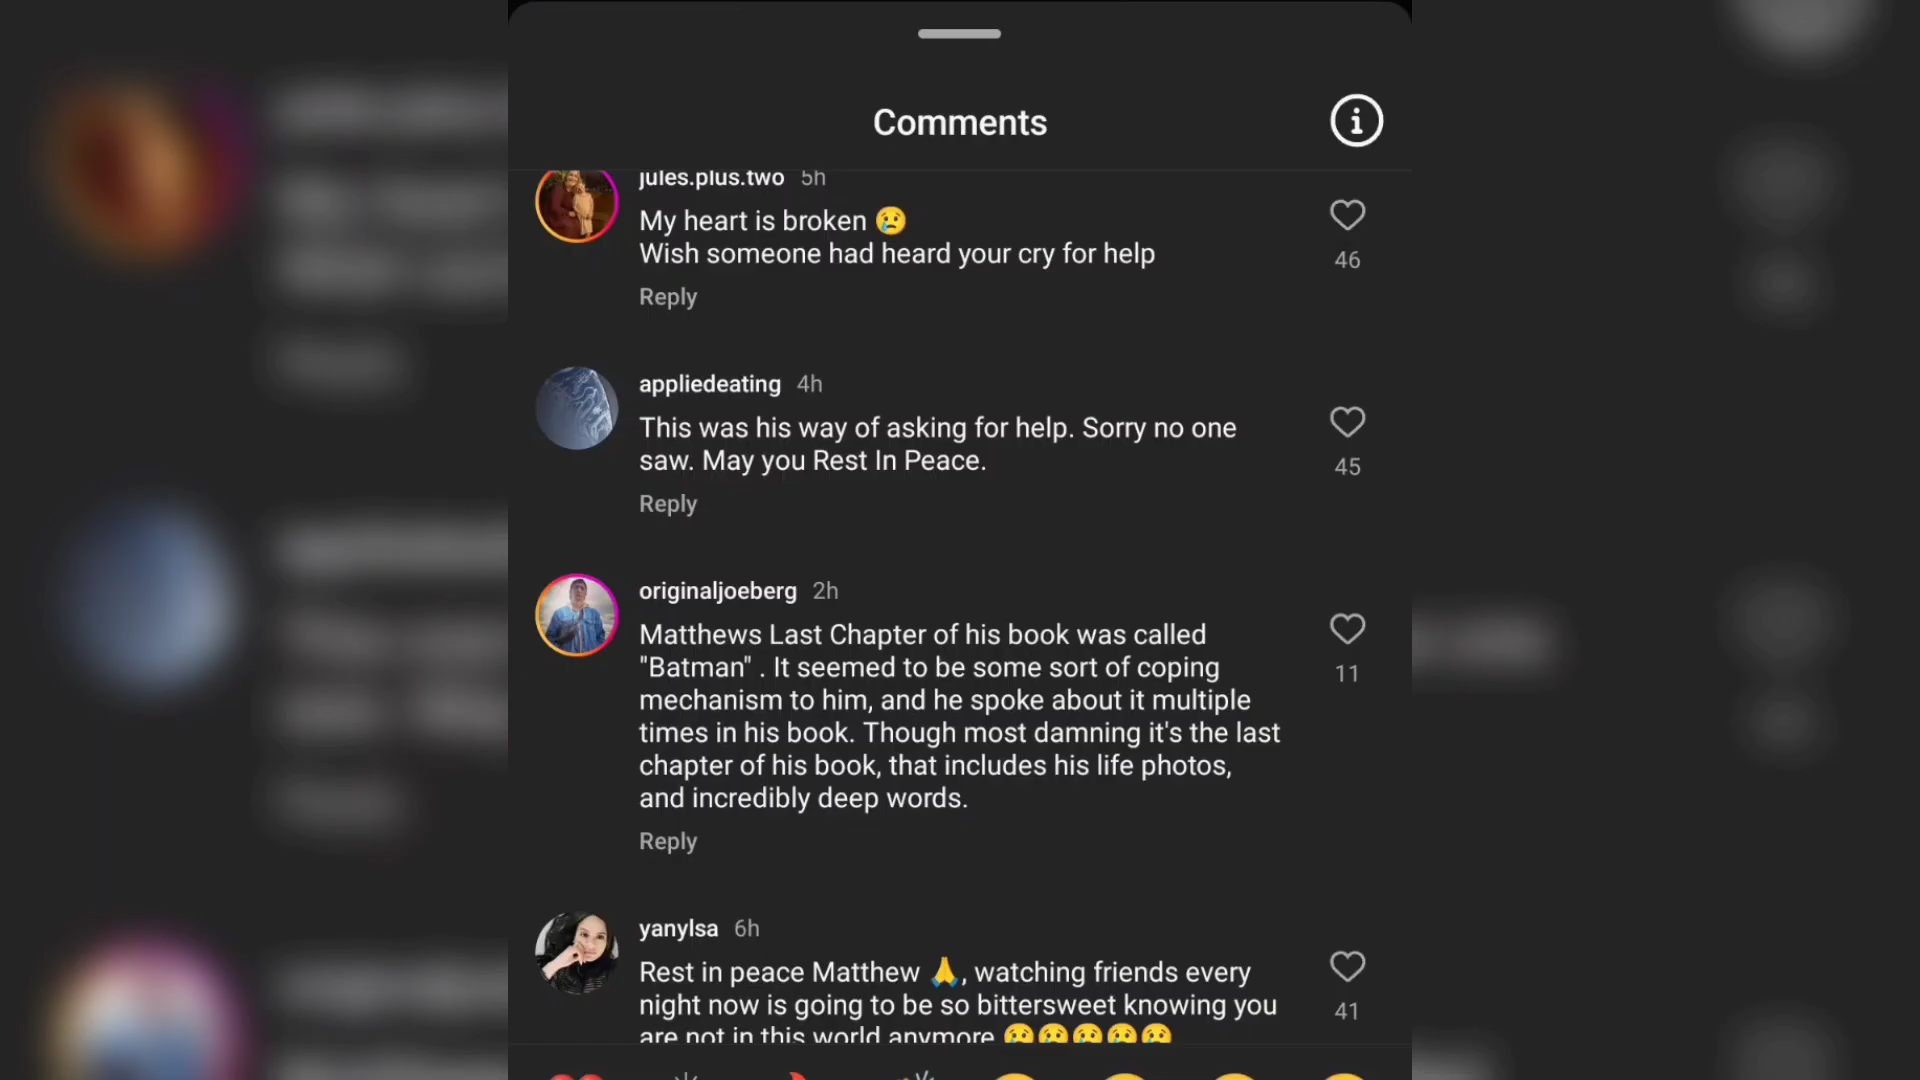 Comments
jules.plus.two 5h
My heart is broken 😢
Wish someone had heard your cry for help
46
Reply
appliedeating 4h
This was his way of asking for help. Sorry no one
saw. May you Rest In Peace.
45
Reply
originaljoeberg 2h
Matthews Last Chapter of his book was called
"Batman" . It seemed to be some sort of coping
mechanism to him, and he spoke about it multiple
times in his book. Though most damning it's the last
chapter of his book, that includes his life photos,
and incredibly deep words.
11
Reply
yanylsa 6h
Rest in peace Matthew 🙏, watching friends every
night now is going to be so bittersweet knowing you
are not in this world anymore 😢😢😢😢😢
41